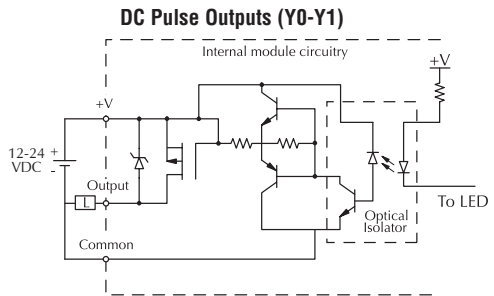 DC Pulse Outputs (Y0-Y1)
Internal module circuitry
+V
+V
12-24
VDC
+
-
Output
L
Common
Optical
Isolator
To LED